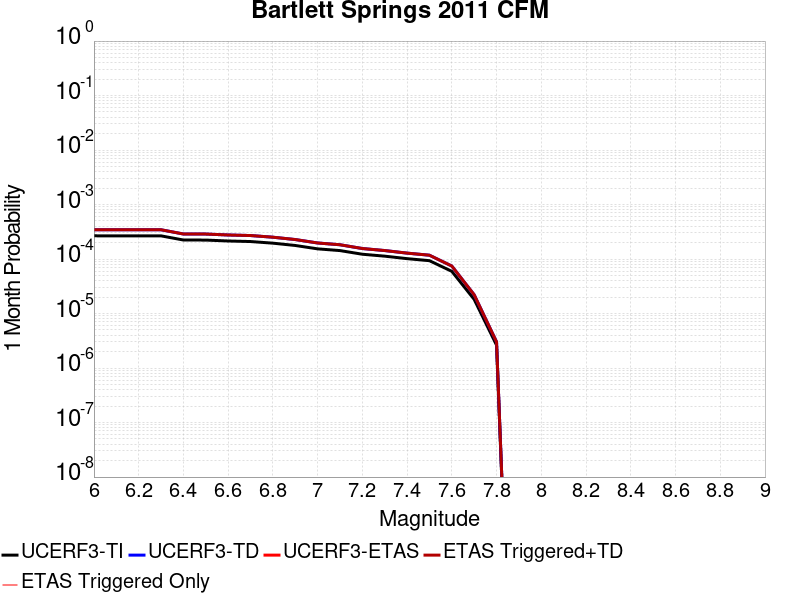 Bartlett Springs 2011 CFM
10^0
10^-1
10^-2
10^-3
10^-4
10^-5
10^-6
10^-7
10^-8
1 Month Probability
6 6.2 6.4 6.6 6.8 7 7.2 7.4 7.6 7.8 8 8.2 8.4 8.6 8.8 9
Magnitude
UCERF3-TI UCERF3-TD UCERF3-ETAS ETAS Triggered+TD
ETAS Triggered Only